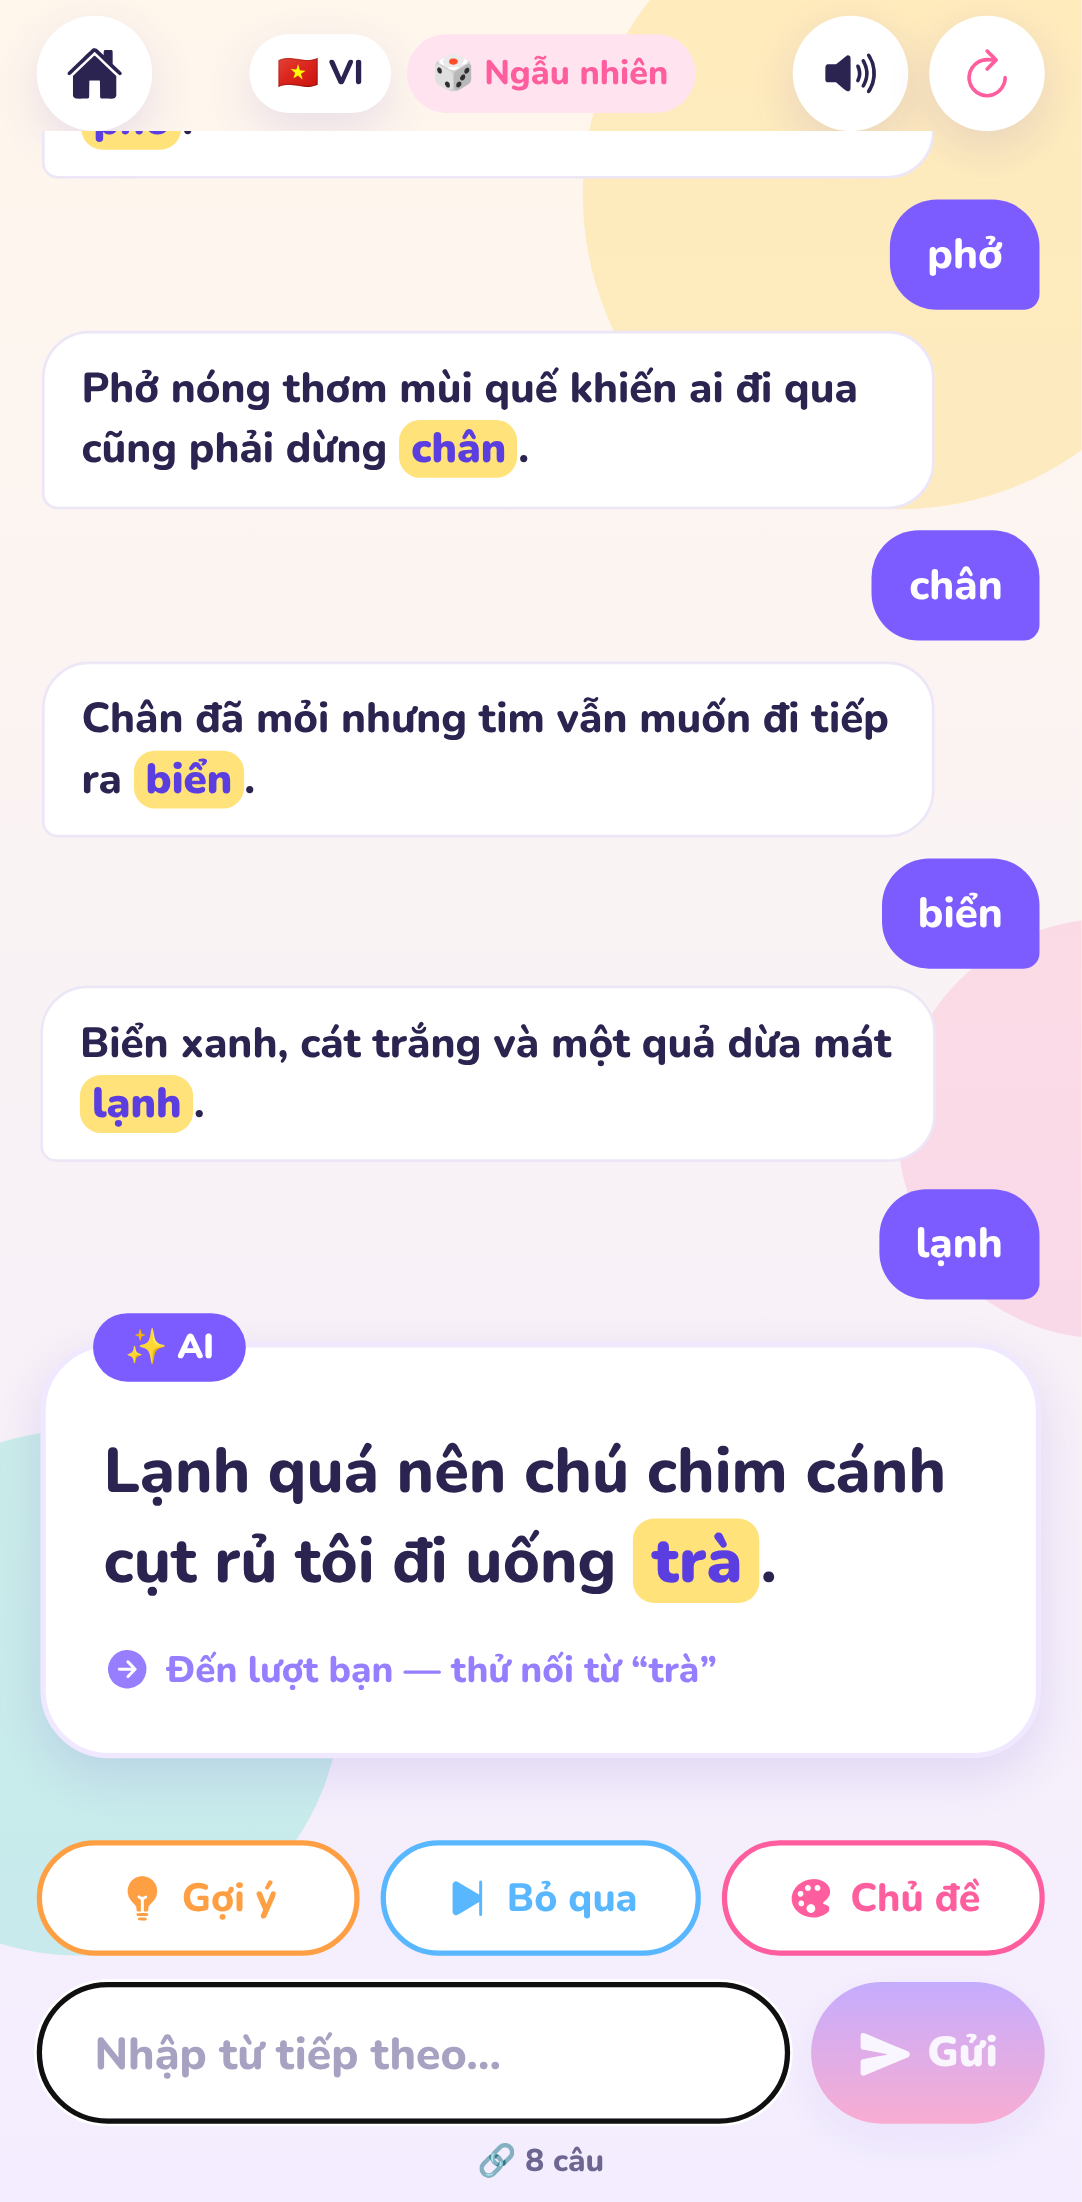 VI
Ngẫu nhiên
phở
Phở nóng thơm mùi quế khiến ai đi qua
cũng phải dừng chân.
chân
Chân đã mỏi nhưng tim vẫn muốn đi tiếp
ra biển.
biển
Biển xanh, cát trắng và một quả dừa mát
lạnh.
lạnh
✨ AI
Lạnh quá nên chú chim cánh
cụt rủ tôi đi uống trà.
Đến lượt bạn — thử nối từ “trà”
Gợi ý
Bỏ qua
Chủ đề
Nhập từ tiếp theo...
Gửi
🔗 8 câu